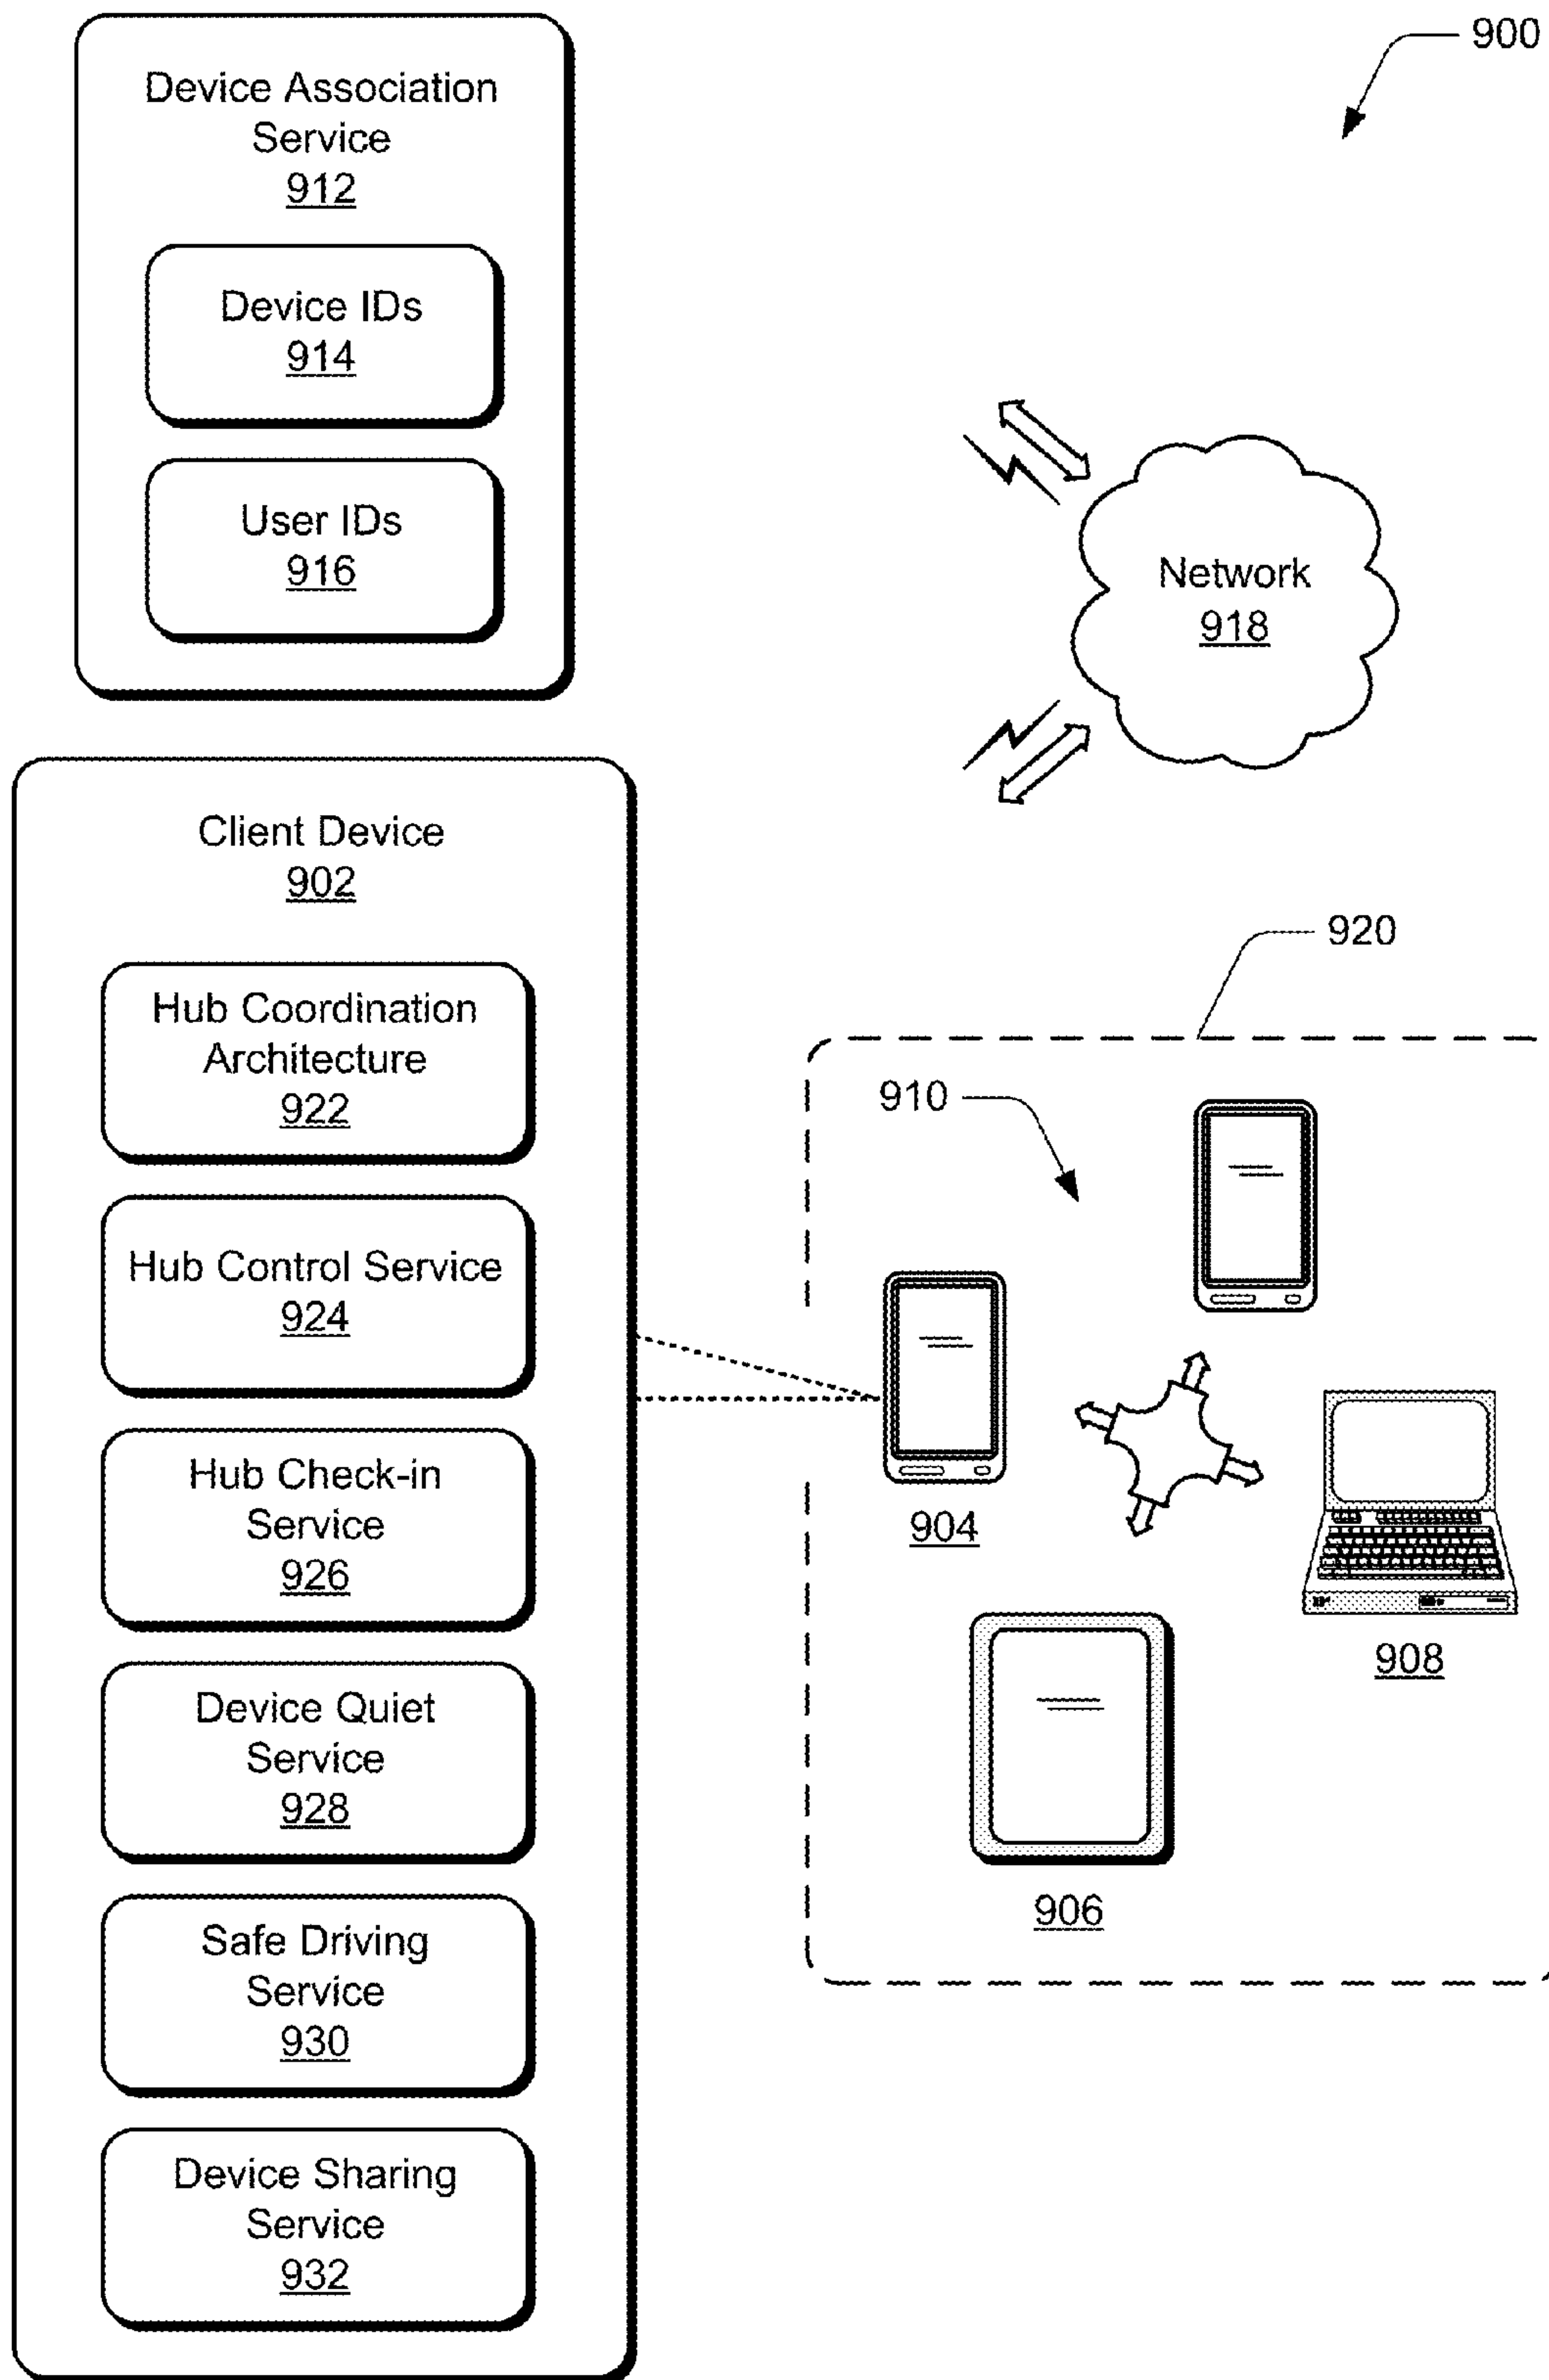 900
Device Association
Service
912
Device IDs
914
User IDs
916
Network
918
Client Device
902
Hub Coordination
Architecture
922
Hub Control Service
924
Hub Check-in
Service
926
Device Quiet
Service
928
Safe Driving
Service
930
Device Sharing
Service
932
920
910
904
908
906